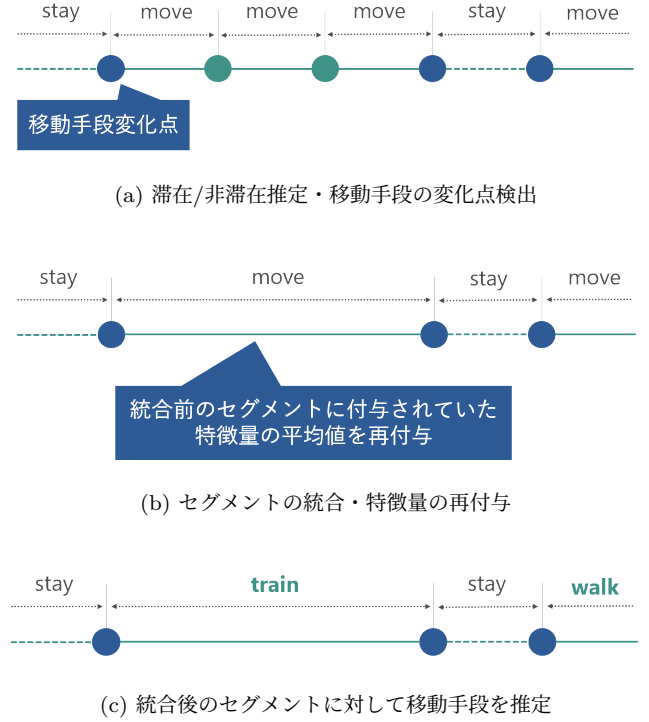 stay move move move stay move
移動手段変化点
(a) 滞在/非滞在推定・移動手段の変化点検出
stay move stay move
統合前のセグメントに付与されていた
特徴量の平均値を再付与
(b) セグメントの統合・特徴量の再付与
stay train stay walk
(c) 統合後のセグメントに対して移動手段を推定